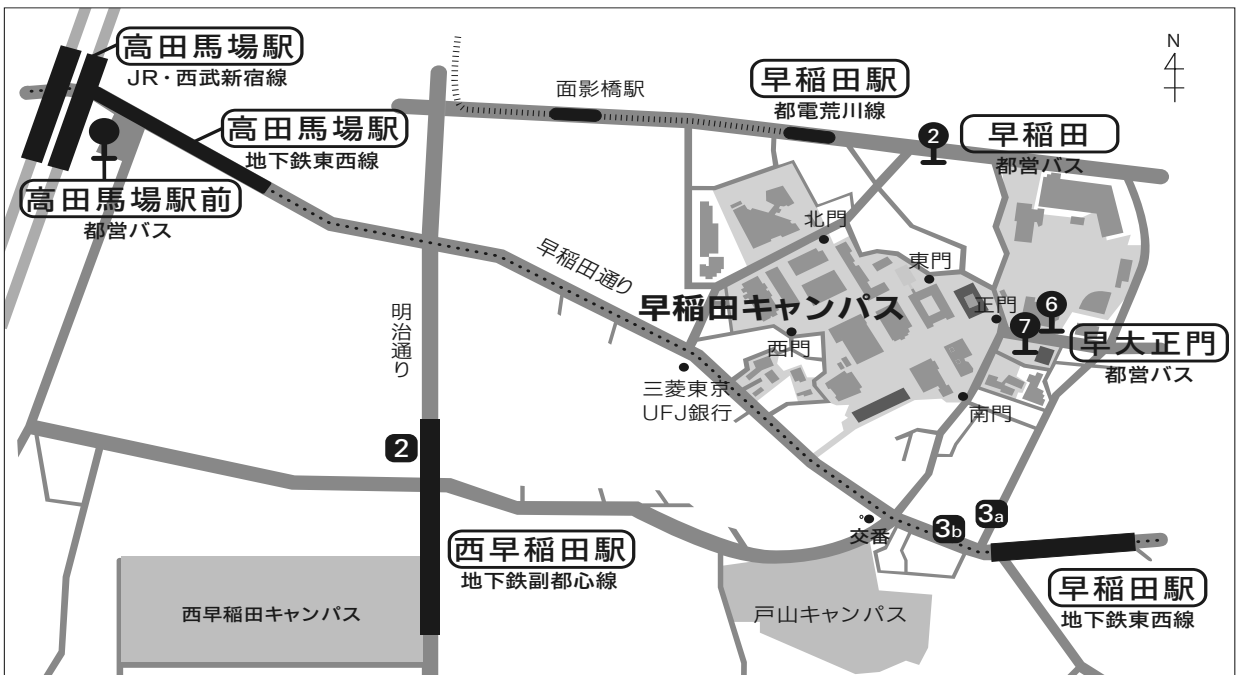 高田馬場駅
JR・西武新宿線
高田馬場駅
地下鉄東西線
高田馬場駅前
都営バス
面影橋駅
早稲田駅
都電荒川線
2
早稲田
都営バス
N
北門
東門
正門
早稲田通り
早稲田キャンパス
西門
6
7
早大正門
都営バス
明治通り
三菱東京
UFJ銀行
南門
2
3a
3b
交番
西早稲田駅
地下鉄副都心線
早稲田駅
地下鉄東西線
西早稲田キャンパス
戸山キャンパス